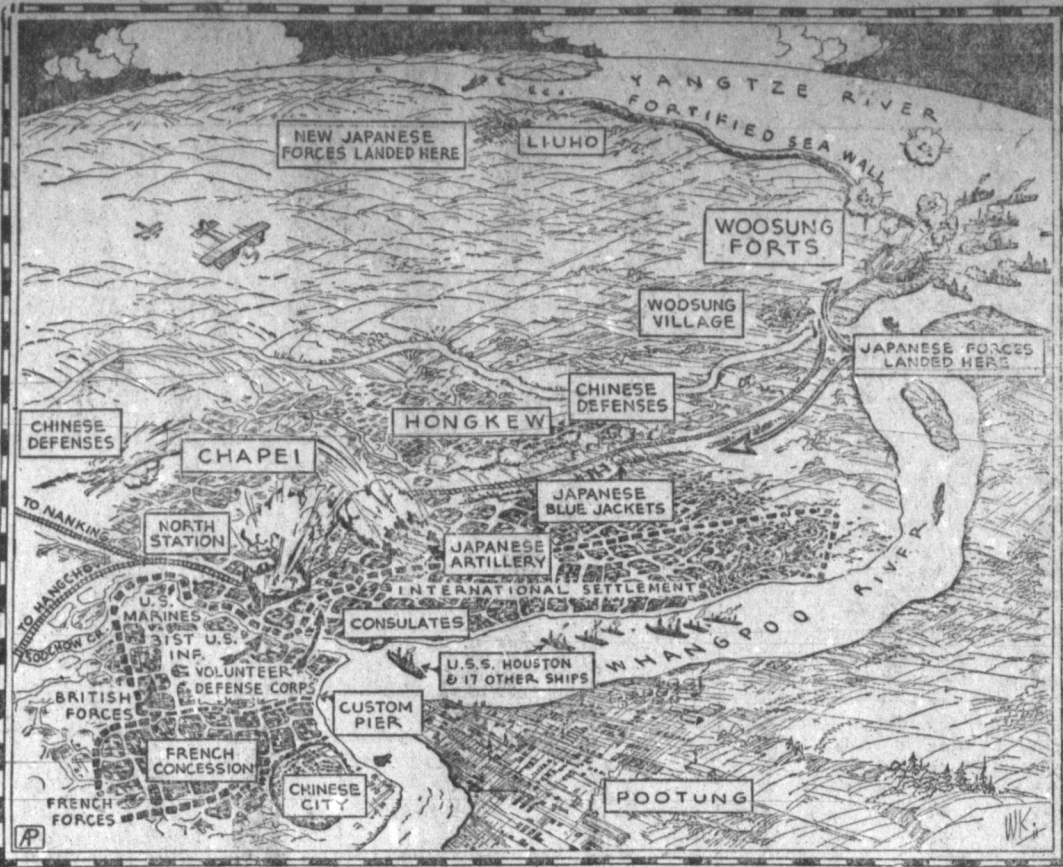 YANGTZE RIVER
FORTIFIED SEA WALL
NEW JAPANESE
FORCES LANDED HERE
LIUHO
WOOSUNG
FORTS
WOOSUNG
VILLAGE
JAPANESE FORCES
LANDED HERE
CHINESE
DEFENSES
HONGKEW
CHINESE
DEFENSES
CHAPEI
JAPANESE
BLUE JACKETS
TO NANKING
NORTH
STATION
JAPANESE
ARTILLERY
TO HANGCHO
INTERNATIONAL SETTLEMENT
WHANGPOO RIVER
U.S.
MARINES
31ST U.S.
INF.
CONSULATES
SOOCHOW CR.
VOLUNTEER
DEFENSE CORPS
U.S.S. HOUSTON
& 17 OTHER SHIPS
BRITISH
FORCES
CUSTOM
PIER
FRENCH
CONCESSION
CHINESE
CITY
POOTUNG
FRENCH
FORCES
AP